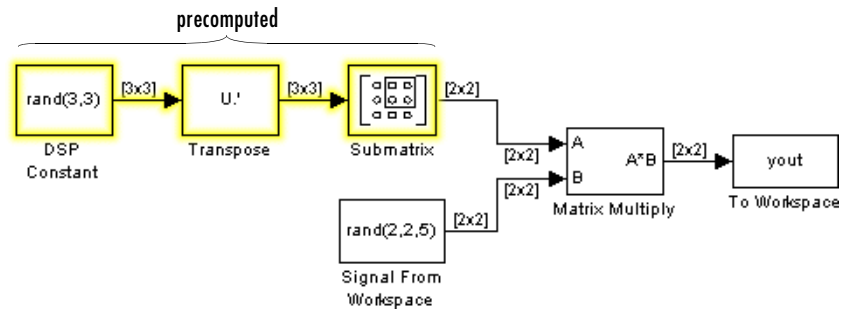 precomputed
rand(3,3)
[3x3]
U.'
[3x3]
[2x2]
DSP
Constant
Transpose
Submatrix
[2x2]
A
B
A*B
[2x2]
yout
[2x2]
Matrix Multiply
To Workspace
rand(2,2,5)
[2x2]
Signal From
Workspace